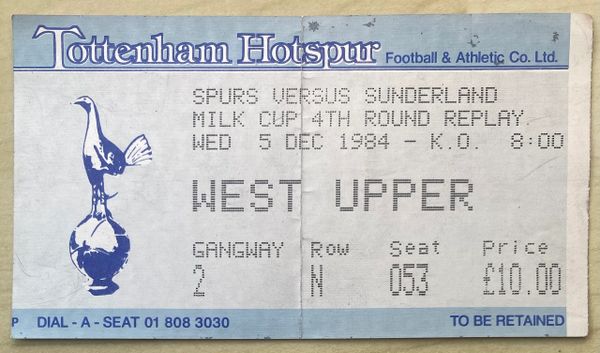 Tottenham Hotspur Football & Athletic Co. Ltd.
SPURS VERSUS SUNDERLAND
MILK CUP 4TH ROUND REPLAY.
WED 5 DEC 1984 - K.O. 8:00
WEST UPPER
GANGWAY Row Seat Price
2 N 053 £10.00
P DIAL - A - SEAT 01 808 3030 TO BE RETAINED